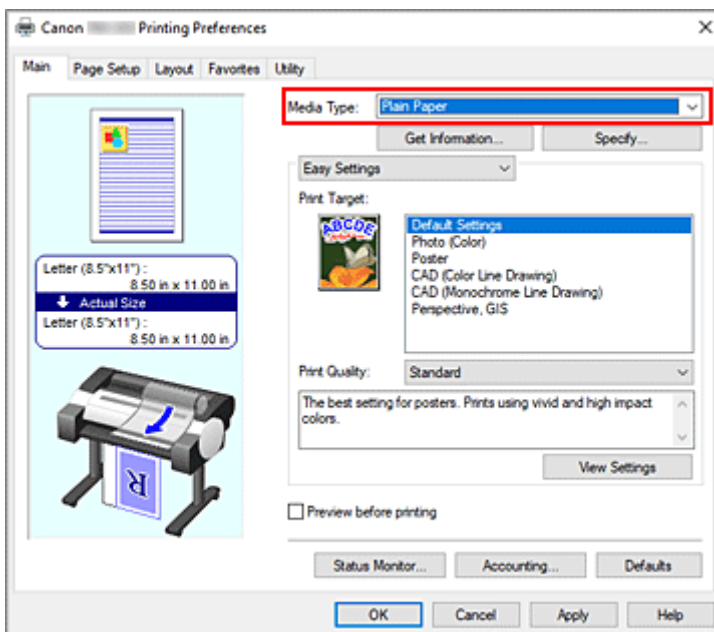 Canon Printing Preferences
Main Page Setup Layout Favorites Utility
Media Type: Plain Paper
Get Information... Specify...
Easy Settings
Print Target:
ABCDE
Default Settings
Photo (Color)
Poster
CAD (Color Line Drawing)
CAD (Monochrome Line Drawing)
Perspective, GIS
Letter (8.5"x11") :
8.50 in x 11.00 in
Actual Size
Letter (8.5"x11") :
8.50 in x 11.00 in
R
Print Quality: Standard
The best setting for posters. Prints using vivid and high impact
colors.
View Settings
Preview before printing
Status Monitor... Accounting... Defaults
OK Cancel Apply Help